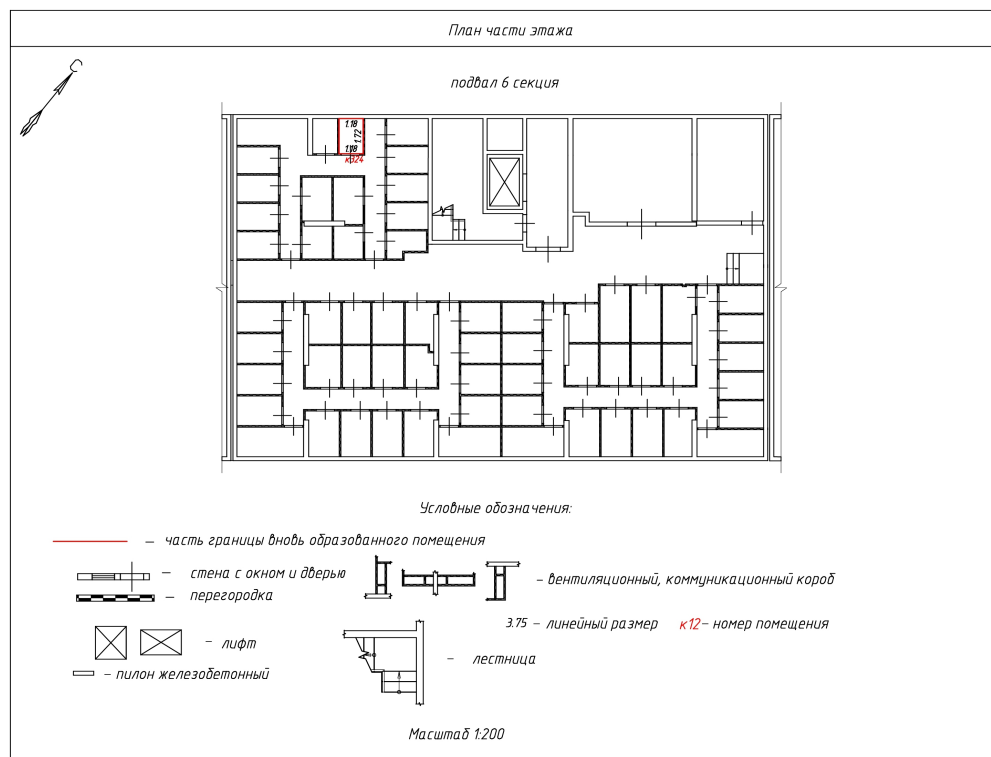 План части этажа
С
подвал 6 секция
1.18
1.72
1.18
к324
Условные обозначения:
– часть границы вновь образованного помещения
– стена с окном и дверью
– перегородка
– вентиляционный, коммуникационный короб
3.75 – линейный размер к12 – номер помещения
– лифт
– лестница
– пилон железобетонный
Масштаб 1:200